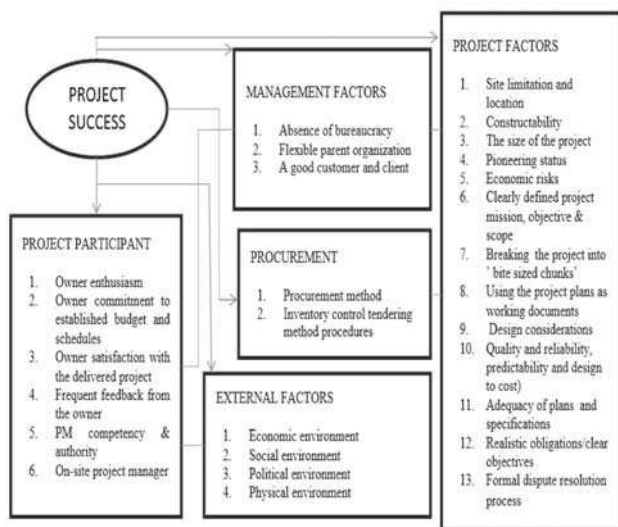 PROJECT
SUCCESS
MANAGEMENT FACTORS
1. Absence of bureaucracy
2. Flexible parent organization
3. A good customer and client
PROJECT PARTICIPANT
1. Owner enthusiasm
2. Owner commitment to
established budget and
schedules
3. Owner satisfaction with
the delivered project
4. Frequent feedback from
the owner
5. PM competency &
authority
6. On-site project manager
PROCUREMENT
1. Procurement method
2. Inventory control tendering
method procedures
EXTERNAL FACTORS
1. Economic environment
2. Social environment
3. Political environment
4. Physical environment
PROJECT FACTORS
1. Site limitation and
location
2. Constructability
3. The size of the project
4. Pioneering status
5. Economic risks
6. Clearly defined project
mission, objective &
scope
7. Breaking the project into
' bite sized chunks'
8. Using the project plans as
working documents
9. Design considerations
10. Quality and reliability,
predictability and design
to cost)
11. Adequacy of plans and
specifications
12. Realistic obligations/clear
objectives
13. Formal dispute resolution
process